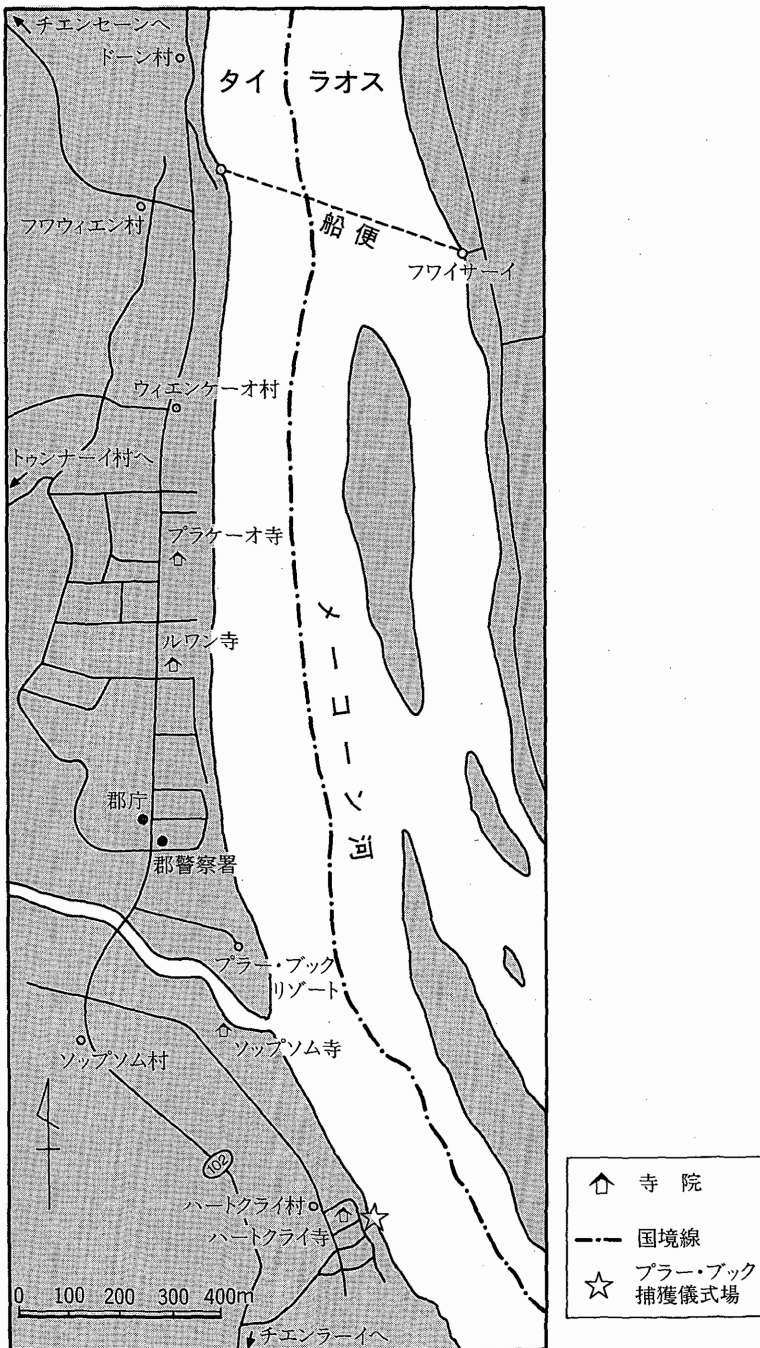 チエンセーンへ
ドーン村
タイ
ラオス
フワウィエン村
船便
フワイサーイ
ウィエンケーオ村
トゥンナーイ村へ
プラケーオ寺
メーコーン河
ルワン寺
郡庁
郡警察署
プラー・ブック
リゾート
ソップソム寺
ソップソム村
102
ハートクライ村
ハートクライ寺
0 100 200 300 400m
チエンラーイへ
寺院
国境線
プラー・ブック
捕獲儀式場